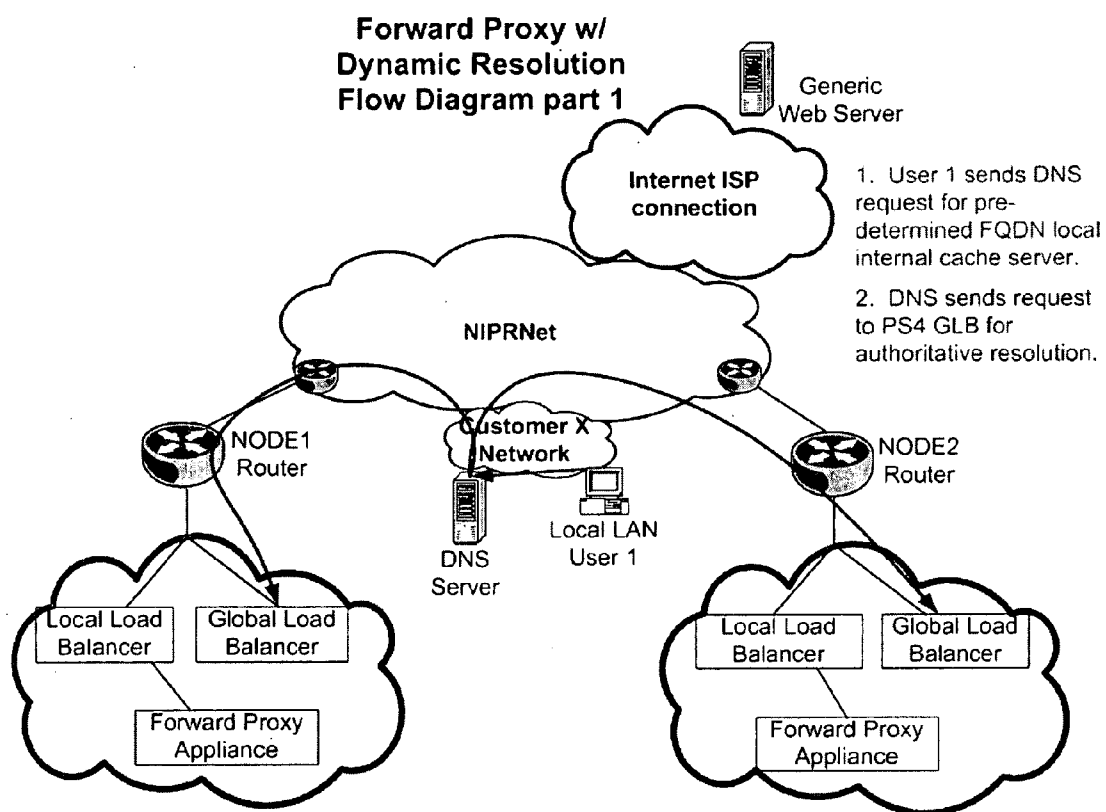 Forward Proxy w/
Dynamic Resolution
Flow Diagram part 1
Generic
Web Server
Internet ISP
connection
1. User 1 sends DNS
request for pre-
determined FQDN local
internal cache server.
2. DNS sends request
to PS4 GLB for
authoritative resolution.
NIPRNet
Customer X
Network
NODE1
Router
NODE2
Router
DNS
Server
Local LAN
User 1
Local Load
Balancer
Global Load
Balancer
Forward Proxy
Appliance
Local Load
Balancer
Global Load
Balancer
Forward Proxy
Appliance